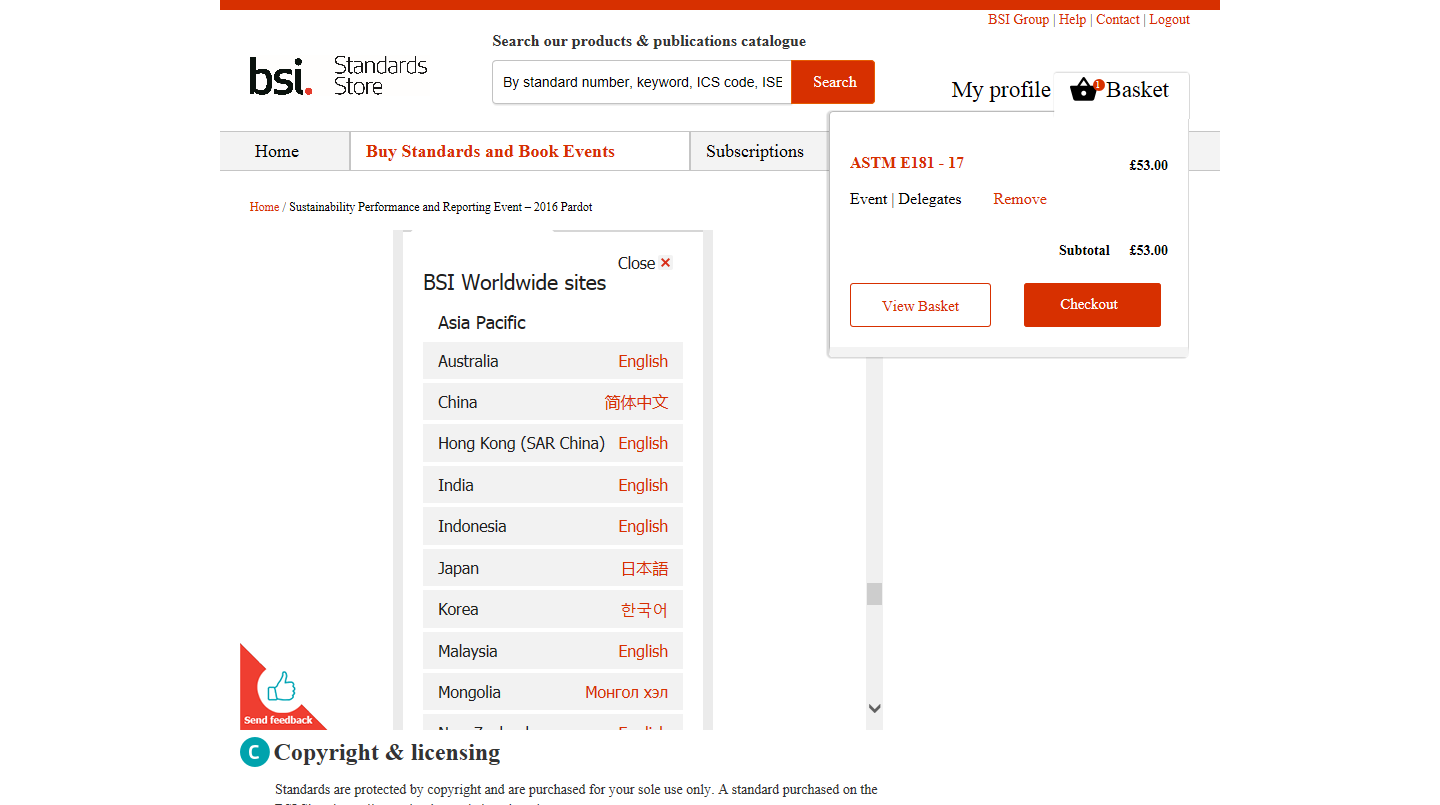 BSI Group | Help | Contact | Logout
Search our products & publications catalogue
bsi. Standards Store
By standard number, keyword, ICS code, ISE
Search
My profile
1
Basket
Home
Buy Standards and Book Events
Subscriptions
ASTM E181 - 17
£53.00
Event | Delegates
Remove
Subtotal £53.00
View Basket
Checkout
Home / Sustainability Performance and Reporting Event – 2016 Pardot
Close
BSI Worldwide sites
Asia Pacific
Australia English
China 简体中文
Hong Kong (SAR China) English
India English
Indonesia English
Japan 日本語
Korea 한국어
Malaysia English
Mongolia Монгол хэл
Send feedback
C Copyright & licensing
Standards are protected by copyright and are purchased for your sole use only. A standard purchased on the